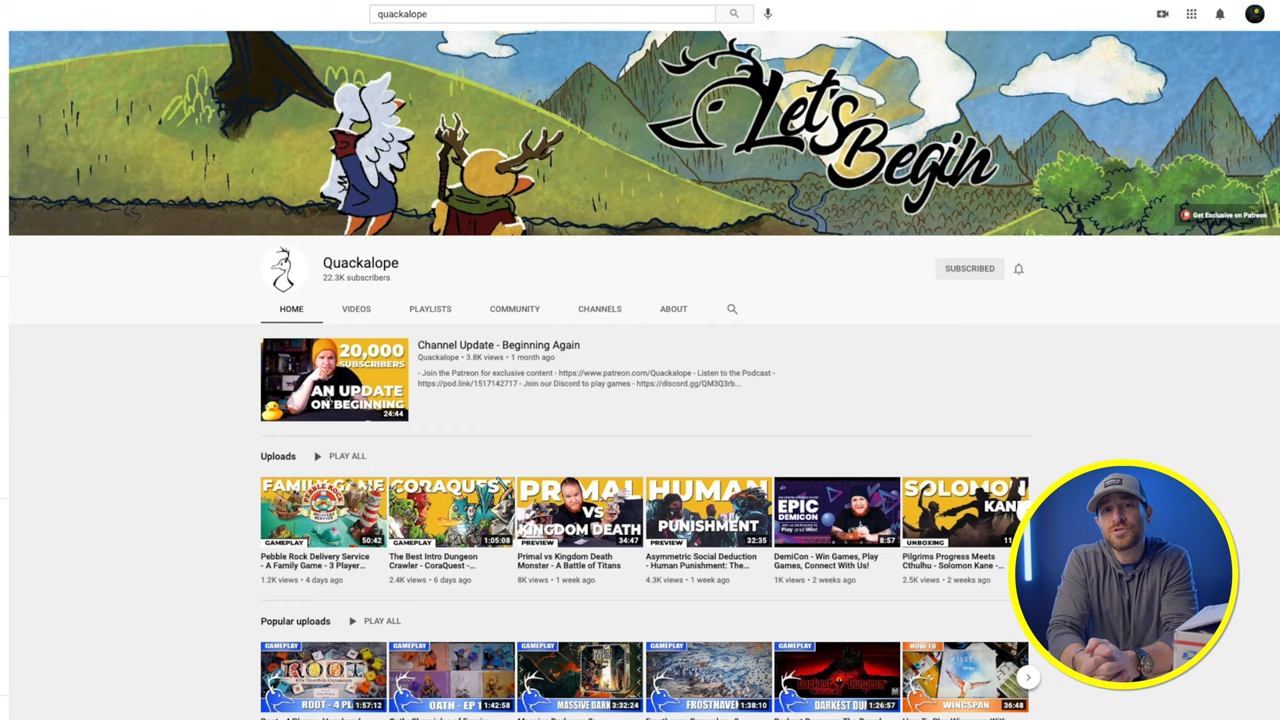 quackalope
Let's
Begin
Get Exclusive on Patreon
Quackalope
22.3K subscribers
SUBSCRIBED
HOME VIDEOS PLAYLISTS COMMUNITY CHANNELS ABOUT
20,000
SUBSCRIBERS
AN UPDATE
ON BEGINNING
24:44
Channel Update - Beginning Again
Quackalope • 3.8K views • 1 month ago
- Join the Patreon for exclusive content - https://www.patreon.com/Quackalope - Listen to the Podcast -
https://pod.link/1517142717 - Join our Discord to play games - https://discord.gg/QM3Q3rb...
Uploads PLAY ALL
FAMILY GAME
GAMEPLAY
50:42
Pebble Rock Delivery Service
- A Family Game - 3 Player...
1.2K views • 4 days ago
CORAQUEST
GAMEPLAY
1:05:08
The Best Intro Dungeon
Crawler - CoraQuest -...
2.4K views • 6 days ago
PRIMAL
VS
KINGDOM DEATH
PREVIEW
34:47
Primal vs Kingdom Death
Monster - A Battle of Titans
8K views • 1 week ago
HUMAN
PUNISHMENT
PREVIEW
32:35
Asymmetric Social Deduction
- Human Punishment: The...
4.3K views • 1 week ago
EPIC
DEMICON
8:57
DemiCon - Win Games, Play
Games, Connect With Us!
1K views • 2 weeks ago
SOLOMON
KANE
UNBOXING
Pilgrims Progress Meets
Cthulhu - Solomon Kane -...
2.5K views • 2 weeks ago
Popular uploads PLAY ALL
GAMEPLAY
ROOT
ROOT - 4 PL
1:57:12
GAMEPLAY
OATH - EP 1
1:42:58
GAMEPLAY
MASSIVE DARK
3:32:24
GAMEPLAY
FROSTHAVEN
1:38:10
GAMEPLAY
DARKEST DUN
1:26:57
HOW TO
WINGSPAN
36:48